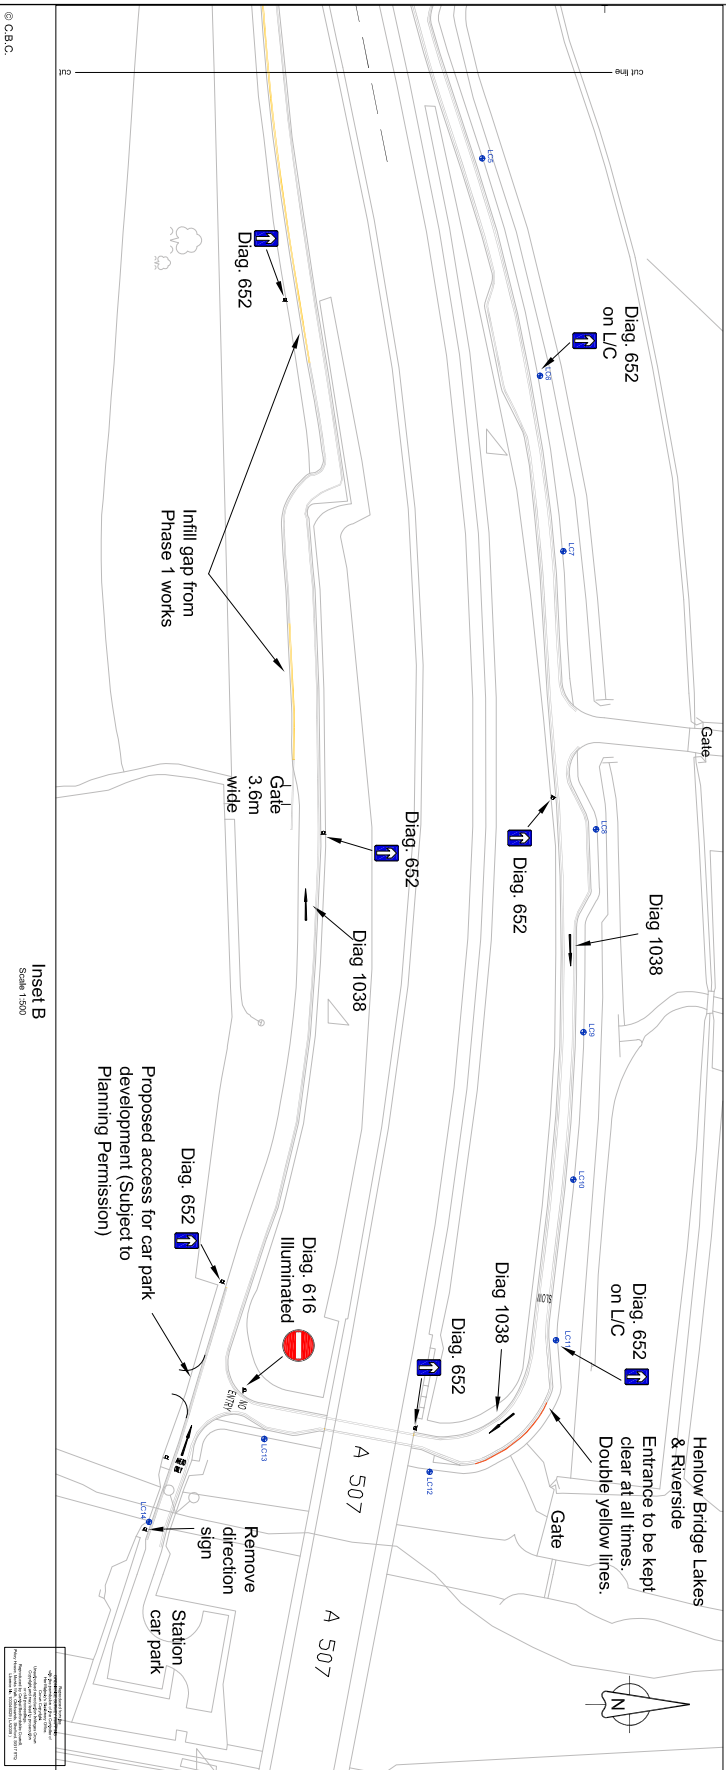 © C.B.C.
cut
cut line
LC5
Diag. 652
Diag. 652
on L/C
LC6
Infill gap from
Phase 1 works
LC7
Gate
Gate
3.6m
wide
Diag. 652
Diag. 652
LC8
Diag 1038
Diag 1038
LC9
LC10
Inset B
Scale 1:500
Proposed access for car park
development (Subject to
Planning Permission)
Diag. 652
Diag. 616
Illuminated
Diag. 652
Diag 1038
SLOW
LC11
Diag. 652
on L/C
NO
ENTRY
LC13
LC12
A 507
Henlow Bridge Lakes
& Riverside
Entrance to be kept
clear at all times.
Double yellow lines.
Gate
LC14
Remove
direction
sign
Station
car park
A 507
N